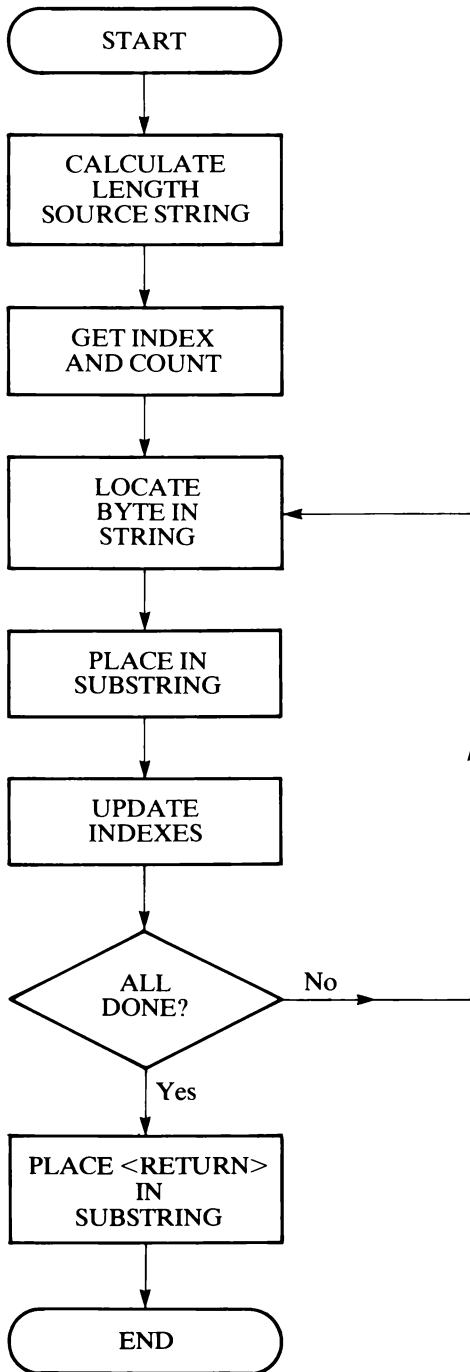 START
CALCULATE
LENGTH
SOURCE STRING
GET INDEX
AND COUNT
LOCATE
BYTE IN
STRING
PLACE IN
SUBSTRING
UPDATE
INDEXES
ALL
DONE?
No
Yes
PLACE <RETURN>
IN
SUBSTRING
END